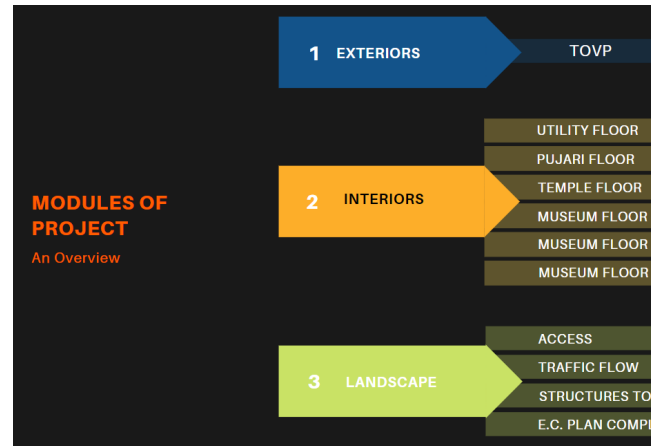 MODULES OF
PROJECT
An Overview
1 EXTERIORS
TOVP
2 INTERIORS
UTILITY FLOOR
PUJARI FLOOR
TEMPLE FLOOR
MUSEUM FLOOR
MUSEUM FLOOR
MUSEUM FLOOR
3 LANDSCAPE
ACCESS
TRAFFIC FLOW
STRUCTURES TO
E.C. PLAN